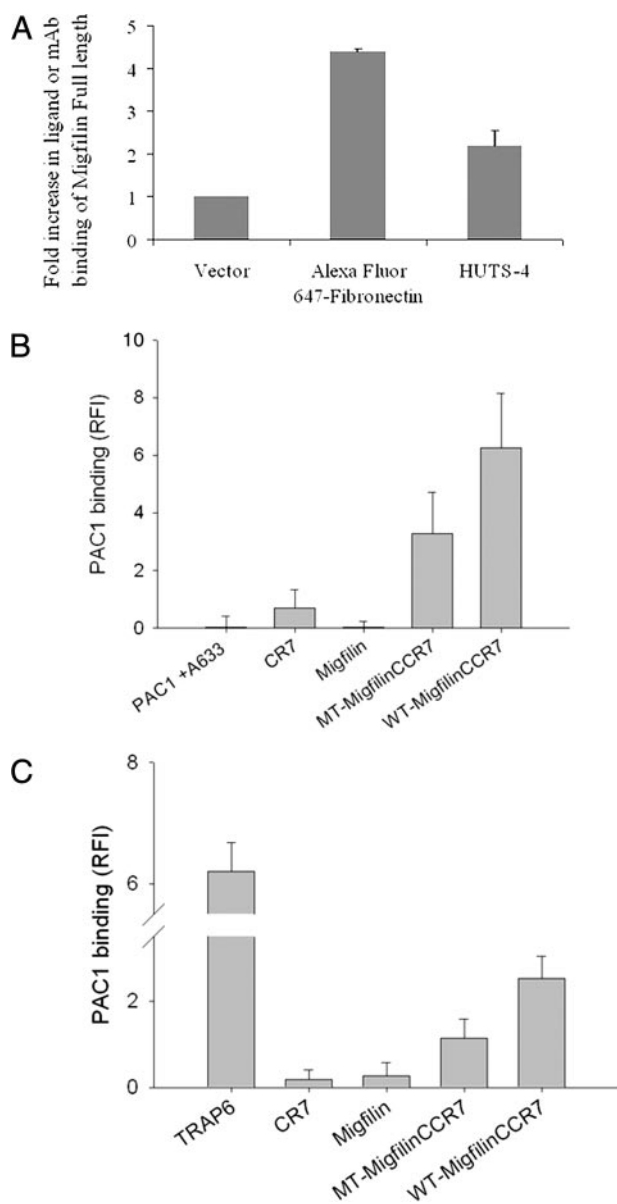 A
Fold increase in ligand or mAb
binding of Migfilin Full length
5
4
3
2
1
0
Vector
Alexa Fluor
647-Fibronectin
HUTS-4
B
PAC1 binding (RFI)
10
8
6
4
2
0
PAC1 +A633
CR7
Migfilin
MT-MigfilinCCR7
WT-MigfilinCCR7
C
PAC1 binding (RFI)
8
6
2
0
TRAP6
CR7
Migfilin
MT-MigfilinCCR7
WT-MigfilinCCR7